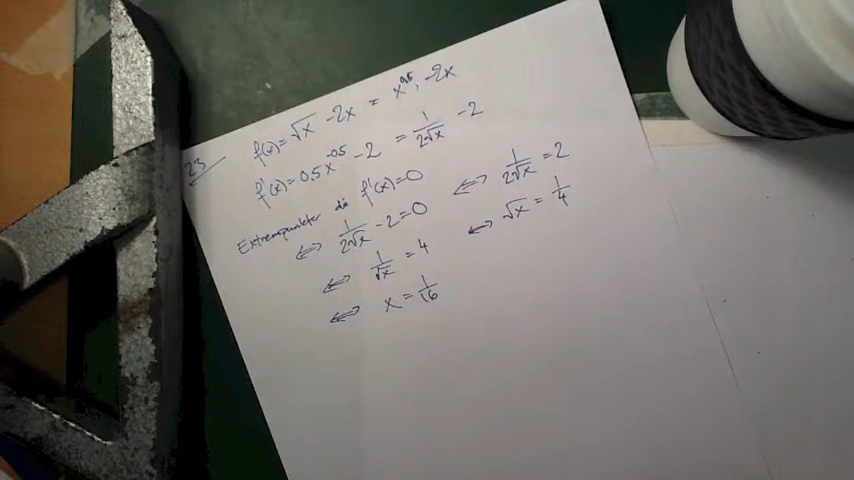 23
f(x) = √x - 2x = x^0,5 - 2x
f'(x) = 0,5x^-0,5 - 2 = 1/(2√x) - 2
Extrempunkter då f'(x) = 0
⇔ 1/(2√x) - 2 = 0 ⇔ 1/(2√x) = 2
⇔ 1/√x = 4 ⇔ √x = 1/4
⇔ x = 1/16